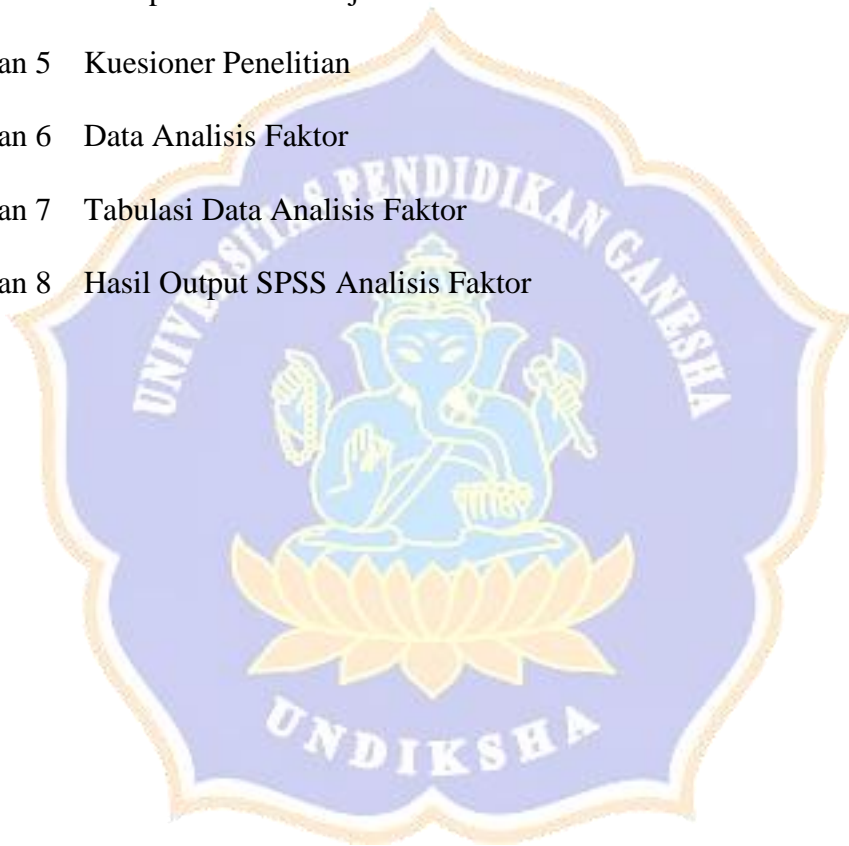 an 5 Kuesioner Penelitian
an 6 Data Analisis Faktor
an 7 Tabulasi Data Analisis Faktor
an 8 Hasil Output SPSS Analisis Faktor
UNIVERSITAS PENDIDIKAN GANESHA
UNDIKSHA